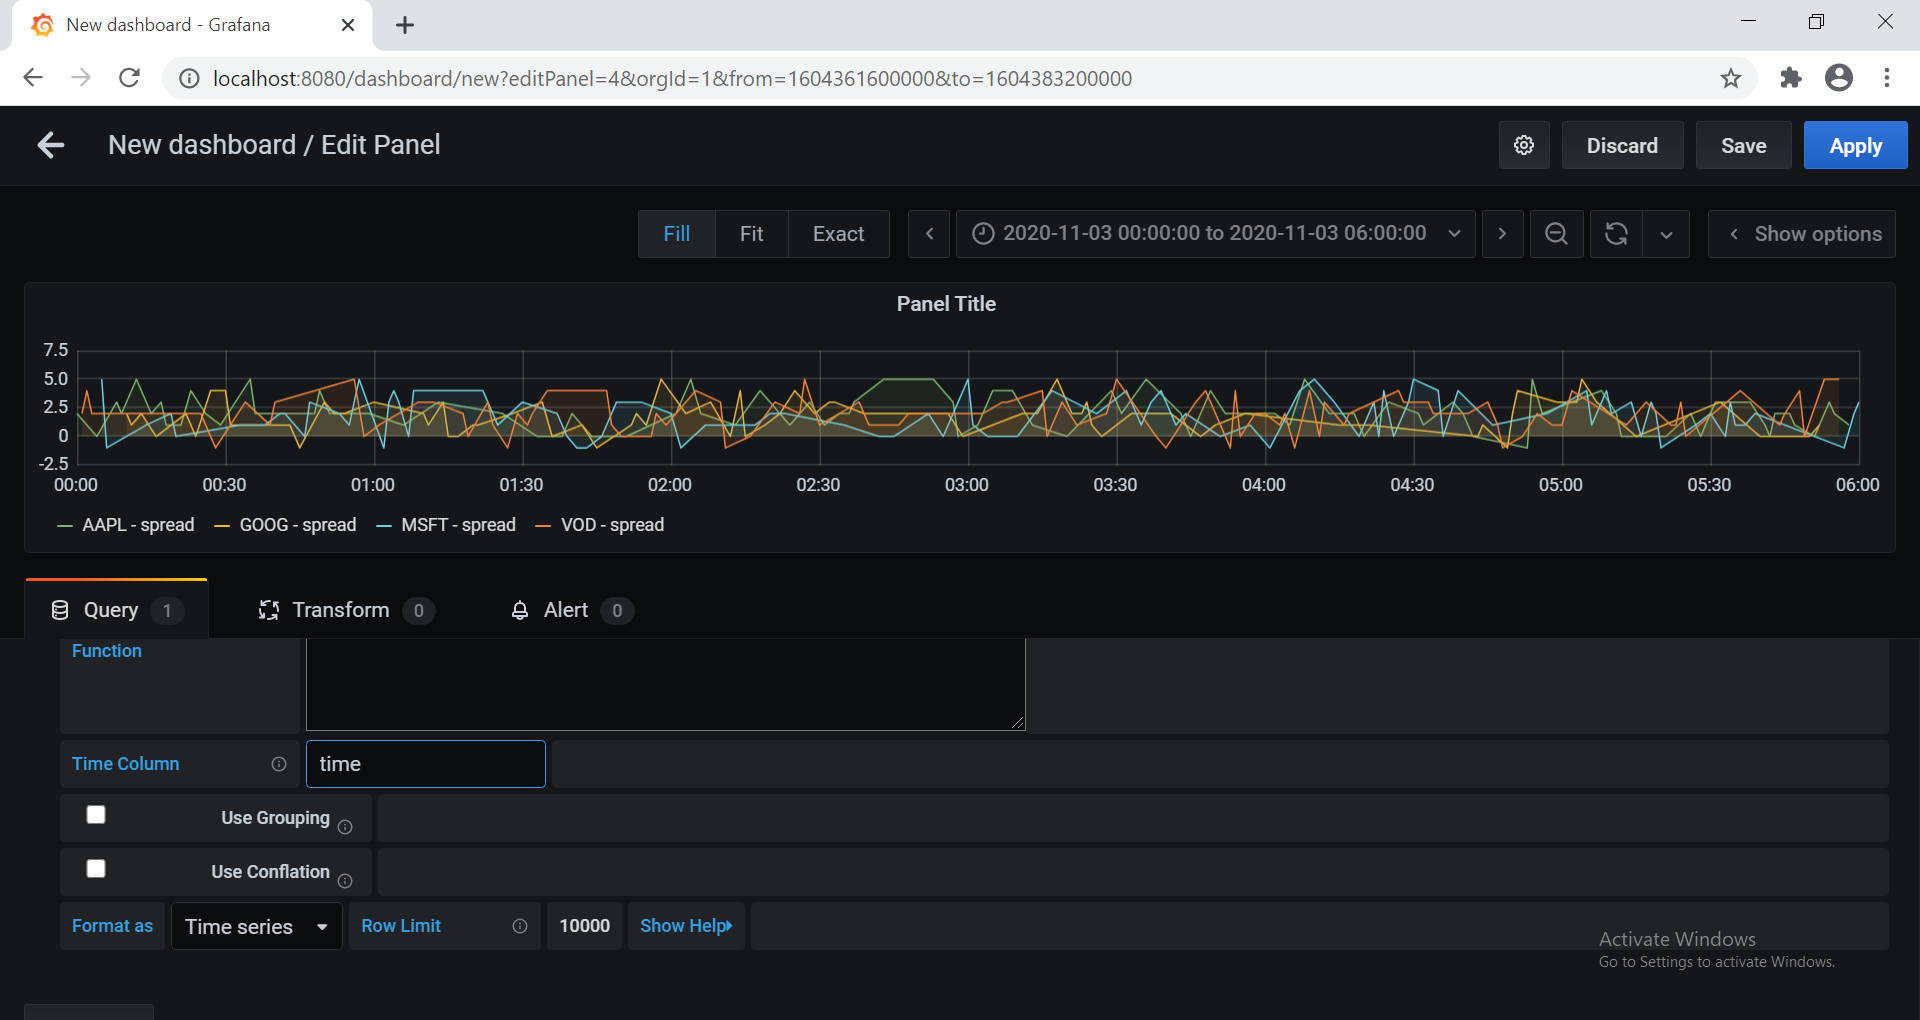 New dashboard - Grafana
localhost:8080/dashboard/new?editPanel=4&orgId=1&from=1604361600000&to=1604383200000
New dashboard / Edit Panel
Discard
Save
Apply
Fill
Fit
Exact
2020-11-03 00:00:00 to 2020-11-03 06:00:00
Show options
Panel Title
7.5
5.0
2.5
0
-2.5
00:00 00:30 01:00 01:30 02:00 02:30 03:00 03:30 04:00 04:30 05:00 05:30 06:00
AAPL - spread GOOG - spread MSFT - spread VOD - spread
Query 1
Transform 0
Alert 0
Function
Time Column
time
Use Grouping
Use Conflation
Format as Time series Row Limit 10000 Show Help
Activate Windows
Go to Settings to activate Windows.